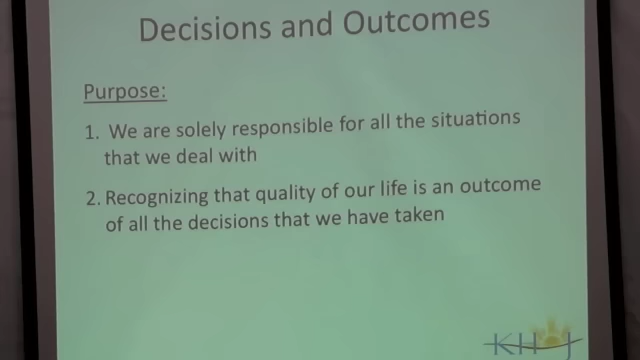 Decisions and Outcomes
Purpose:
1. We are solely responsible for all the situations
that we deal with
2. Recognizing that quality of our life is an outcome
of all the decisions that we have taken